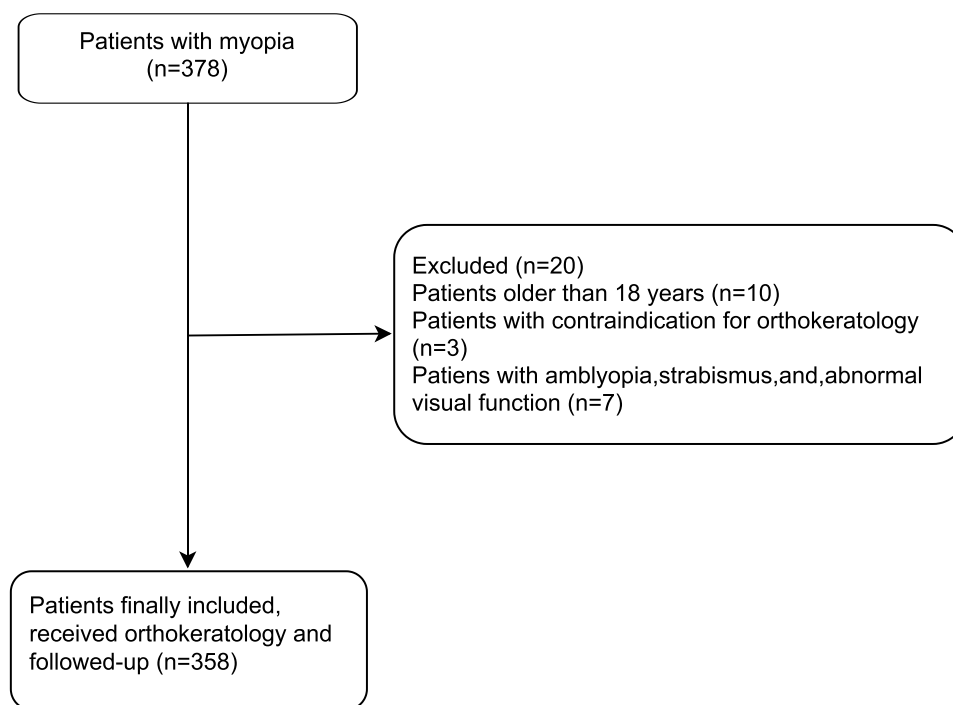 Patients with myopia
(n=378)
Excluded (n=20)
Patients older than 18 years (n=10)
Patients with contraindication for orthokeratology
(n=3)
Patiens with amblyopia,strabismus,and,abnormal
visual function (n=7)
Patients finally included,
received orthokeratology and
followed-up (n=358)